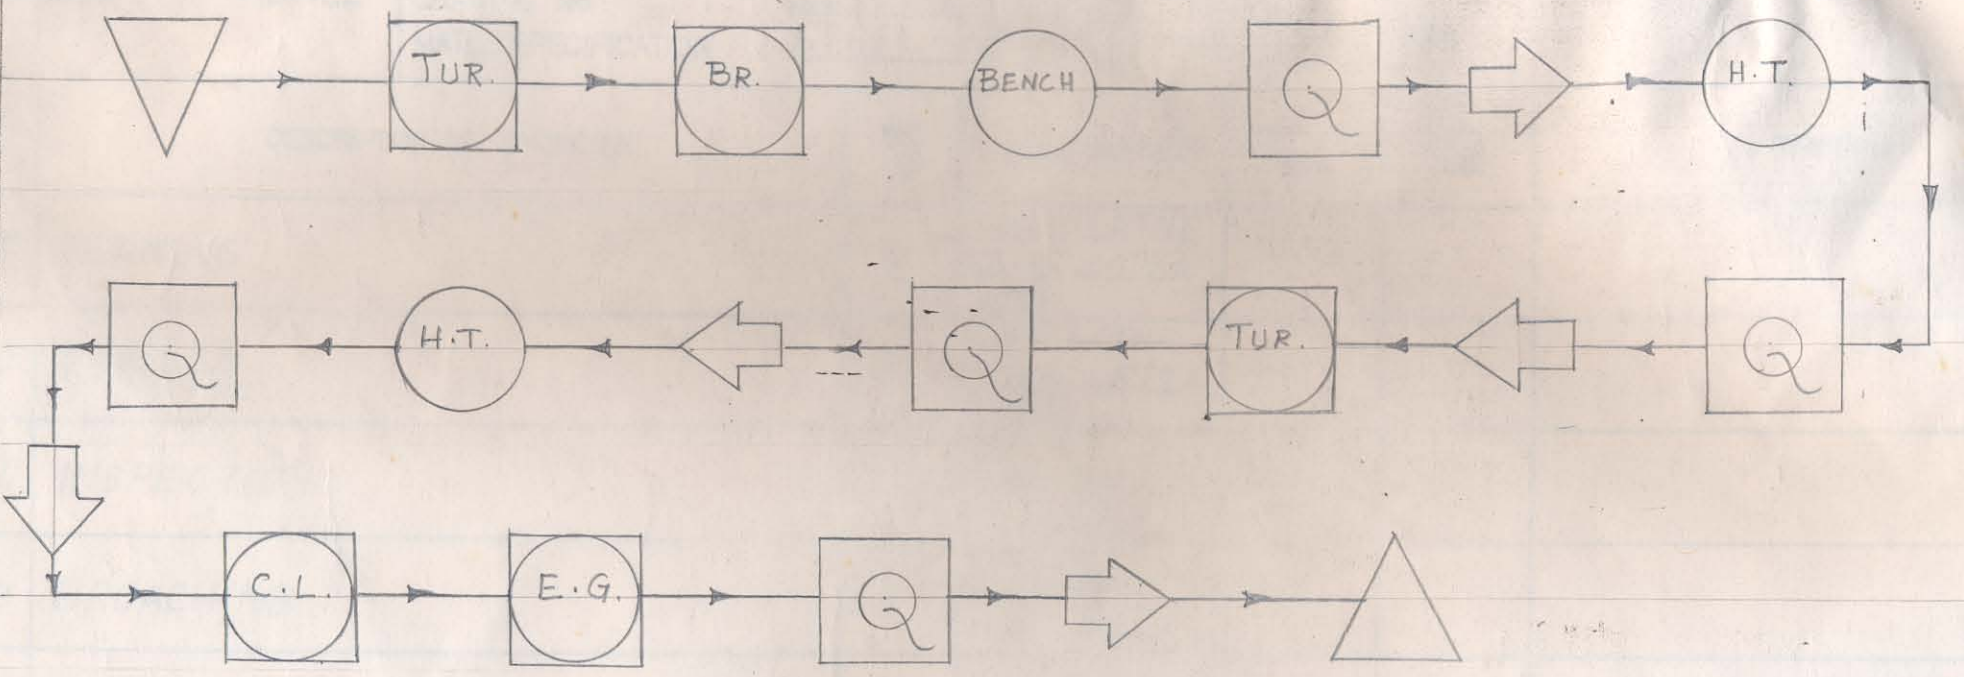 TUR. BR. BENCH Q H.T.
Q H.T. Q TUR. Q
C.L. E.G. Q